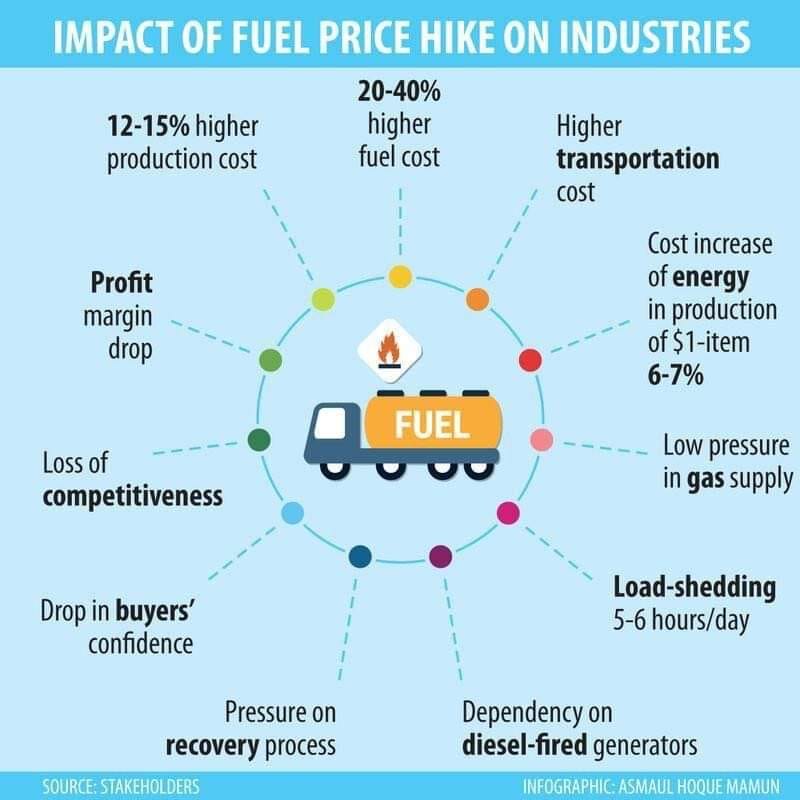 IMPACT OF FUEL PRICE HIKE ON INDUSTRIES
20-40%
higher
fuel cost
12-15% higher
production cost
Higher
transportation
cost
Cost increase
of energy
in production
of $1-item
6-7%
Profit
margin
drop
FUEL
Low pressure
in gas supply
Loss of
competitiveness
Load-shedding
5-6 hours/day
Drop in buyers'
confidence
Pressure on
recovery process
Dependency on
diesel-fired generators
SOURCE: STAKEHOLDERS
INFOGRAPHIC: ASMAUL HOQUE MAMUN